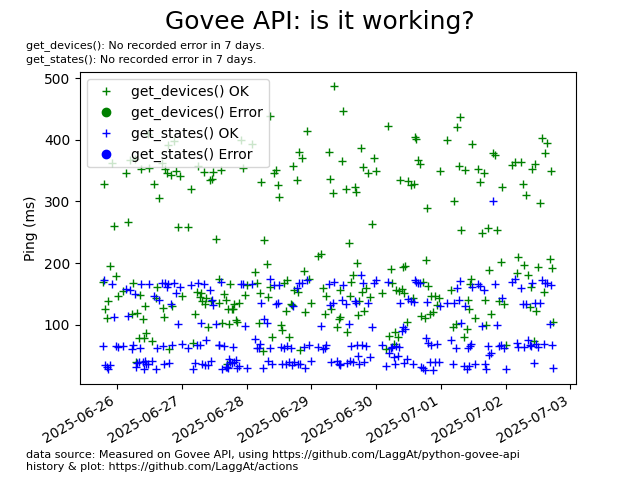 Govee API: is it working?
get_devices(): No recorded error in 7 days.
get_states(): No recorded error in 7 days.
get_devices() OK
get_devices() Error
get_states() OK
get_states() Error
Ping (ms)
500
400
300
200
100
2025-06-26
2025-06-27
2025-06-28
2025-06-29
2025-06-30
2025-07-01
2025-07-02
2025-07-03
data source: Measured on Govee API, using https://github.com/LaggAt/python-govee-api
history & plot: https://github.com/LaggAt/actions